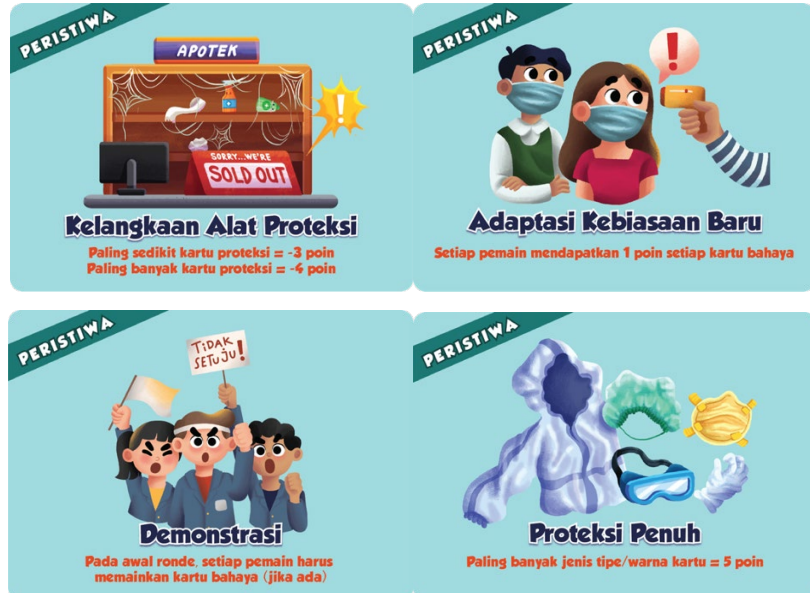 PERISTIWA
APOTEK
!
SORRY...WE'RE
SOLD OUT
Kelangkaan Alat Proteksi
Paling sedikit kartu proteksi = -3 poin
Paling banyak kartu proteksi = -4 poin
PERISTIWA
!
Adaptasi Kebiasaan Baru
Setiap pemain mendapatkan 1 poin setiap kartu bahaya
PERISTIWA
TiDAK
SETUJU!
Demonstrasi
Pada awal ronde, setiap pemain harus
memainkan kartu bahaya (jika ada)
PERISTIWA
Proteksi Penuh
Paling banyak jenis tipe/warna kartu = 5 poin